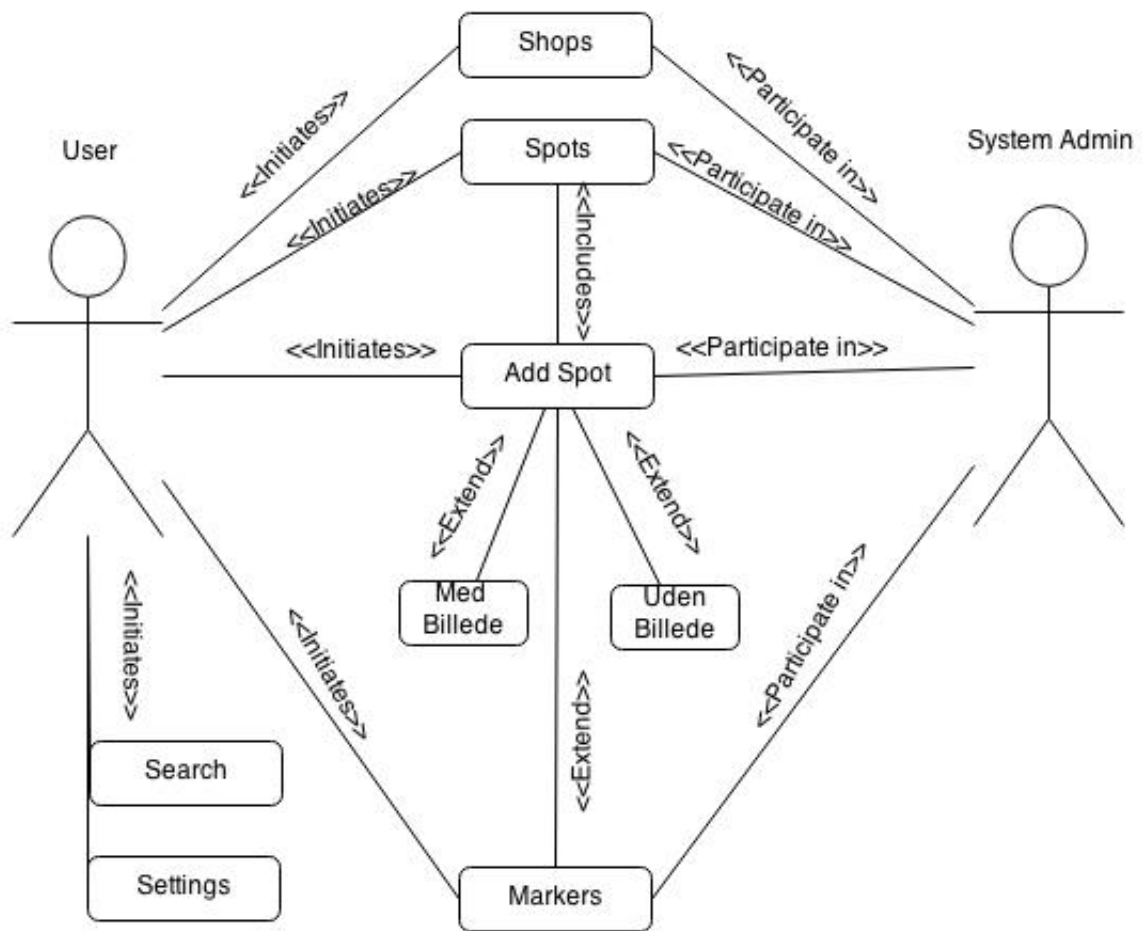 Shops
<<Initiates>>
<<Participate in>>
User
Spots
System Admin
<<Initiates>>
<<Participate in>>
<<Includes>>
<<Initiates>>
Add Spot
<<Participate in>>
<<Extend>>
<<Extend>>
Med
Billede
Uden
Billede
<<Initiates>>
<<Initiates>>
<<Participate in>>
<<Extend>>
Search
Settings
Markers